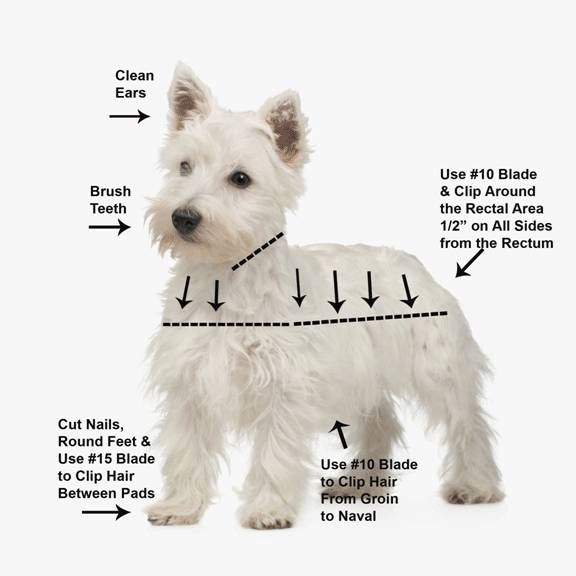 Clean
Ears
Brush
Teeth
Use #10 Blade
& Clip Around
the Rectal Area
1/2” on All Sides
from the Rectum
Cut Nails,
Round Feet &
Use #15 Blade
to Clip Hair
Between Pads
Use #10 Blade
to Clip Hair
From Groin
to Naval